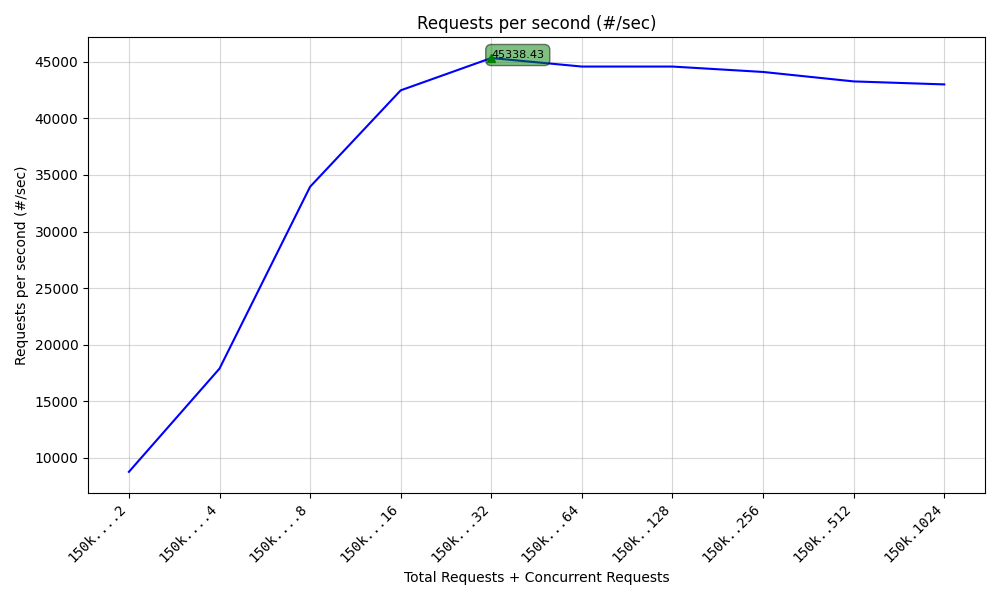 Requests per second (#/sec)
45338.43
45000
40000
35000
30000
25000
20000
15000
10000
Requests per second (#/sec)
150k....2
150k....4
150k....8
150k...16
150k...32
150k...64
150k..128
150k..256
150k..512
150k.1024
Total Requests + Concurrent Requests